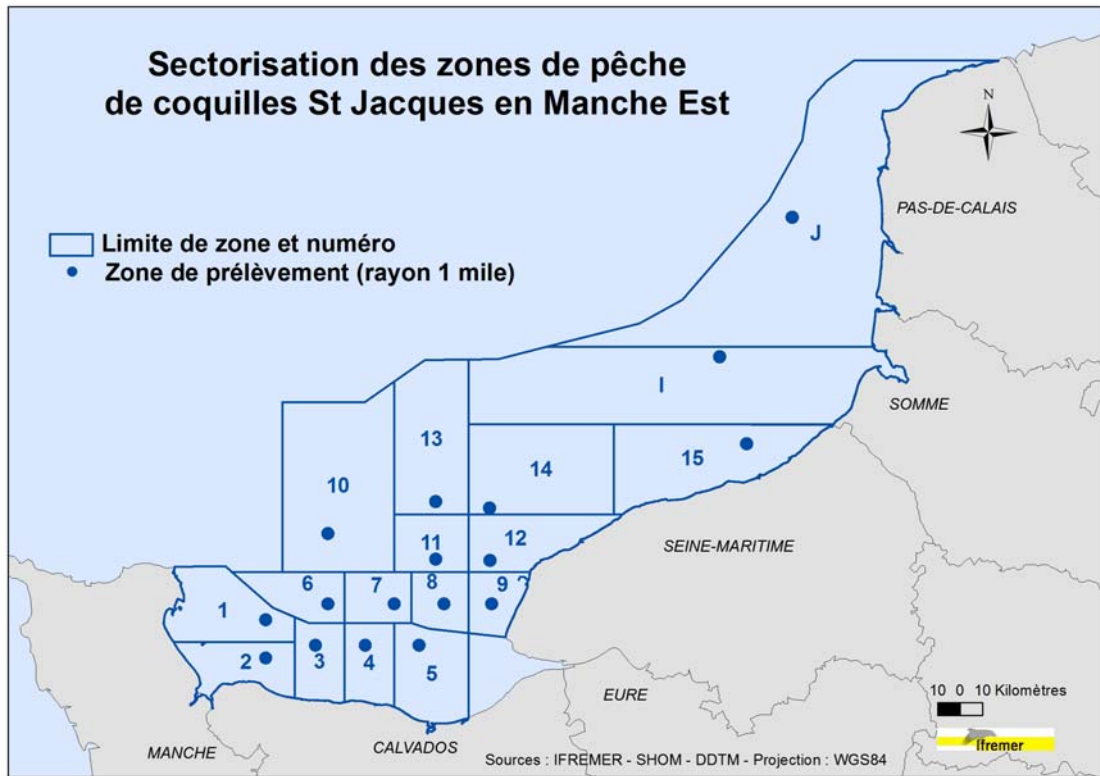 Sectorisation des zones de pêche
de coquilles St Jacques en Manche Est
N
PAS-DE-CALAIS
J
Limite de zone et numéro
Zone de prélèvement (rayon 1 mile)
I
SOMME
13
14
15
10
11
12
SEINE-MARITIME
6
7
8
9
1
2
3
4
5
EURE
10 0 10 Kilomètres
MANCHE
CALVADOS
Ifremer
Sources : IFREMER - SHOM - DDTM - Projection : WGS84